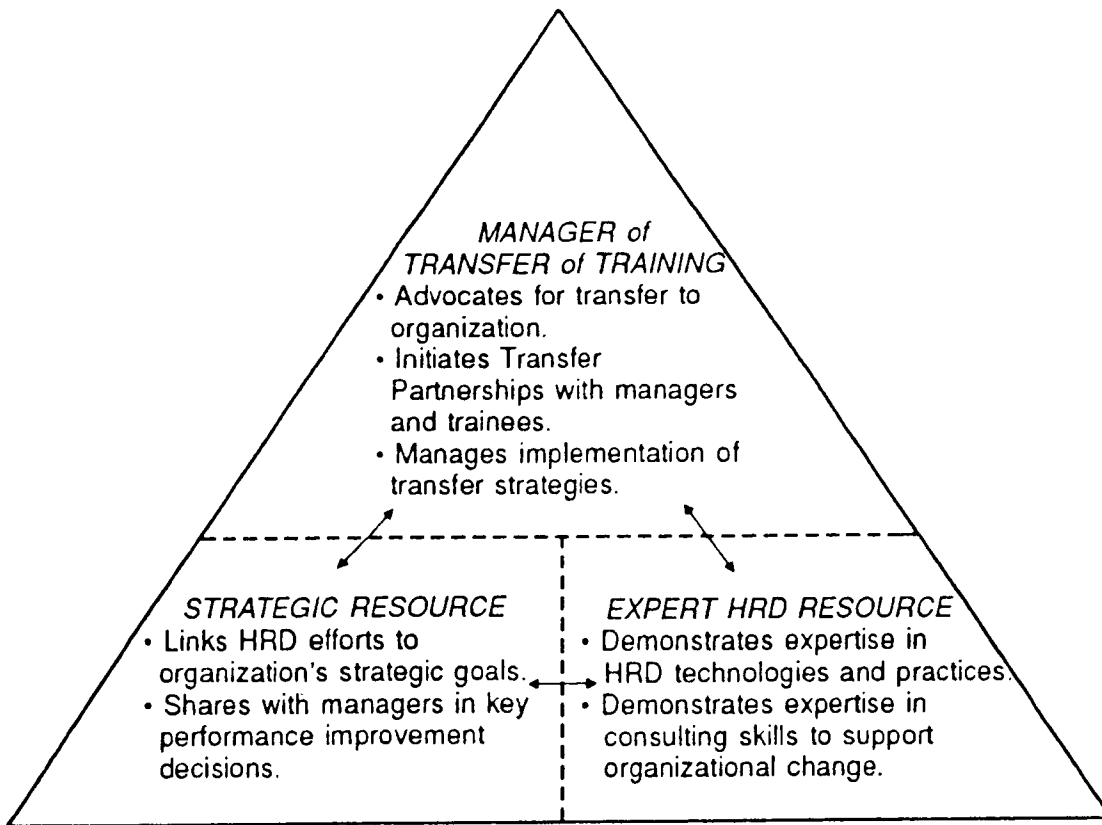 MANAGER of
TRANSFER of TRAINING
• Advocates for transfer to
organization.
• Initiates Transfer
Partnerships with managers
and trainees.
• Manages implementation of
transfer strategies.
STRATEGIC RESOURCE
• Links HRD efforts to
organization's strategic goals.
• Shares with managers in key
performance improvement
decisions.
EXPERT HRD RESOURCE
• Demonstrates expertise in
HRD technologies and practices.
• Demonstrates expertise in
consulting skills to support
organizational change.